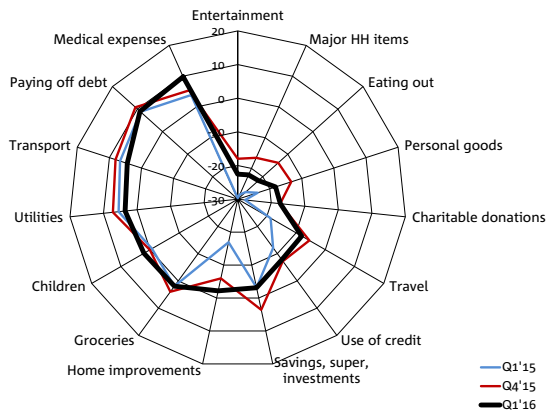 Entertainment
Major HH items
Eating out
Personal goods
Charitable donations
Travel
Use of credit
Savings, super,
investments
Home improvements
Groceries
Children
Utilities
Transport
Paying off debt
Medical expenses
20
10
0
-10
-20
-30
Q1'15
Q4'15
Q1'16